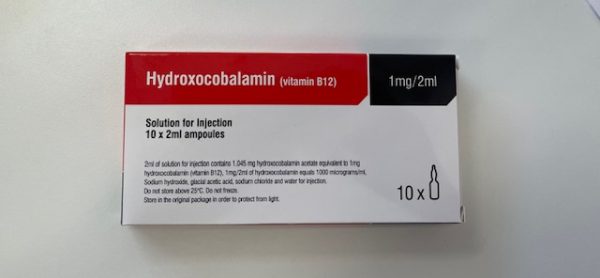 Hydroxocobalamin (vitamin B12)
1mg/2ml
Solution for Injection
10 x 2ml ampoules
2ml of solution for injection contains 1.045 mg hydroxocobalamin acetate equivalent to 1mg
hydroxocobalamin (vitamin B12), 1mg/2ml of hydroxocobalamin equals 1000 micrograms/ml,
Sodium hydroxide, glacial acetic acid, sodium chloride and water for injection.
Do not store above 25°C. Do not freeze.
Store in the original package in order to protect from light.
10 x